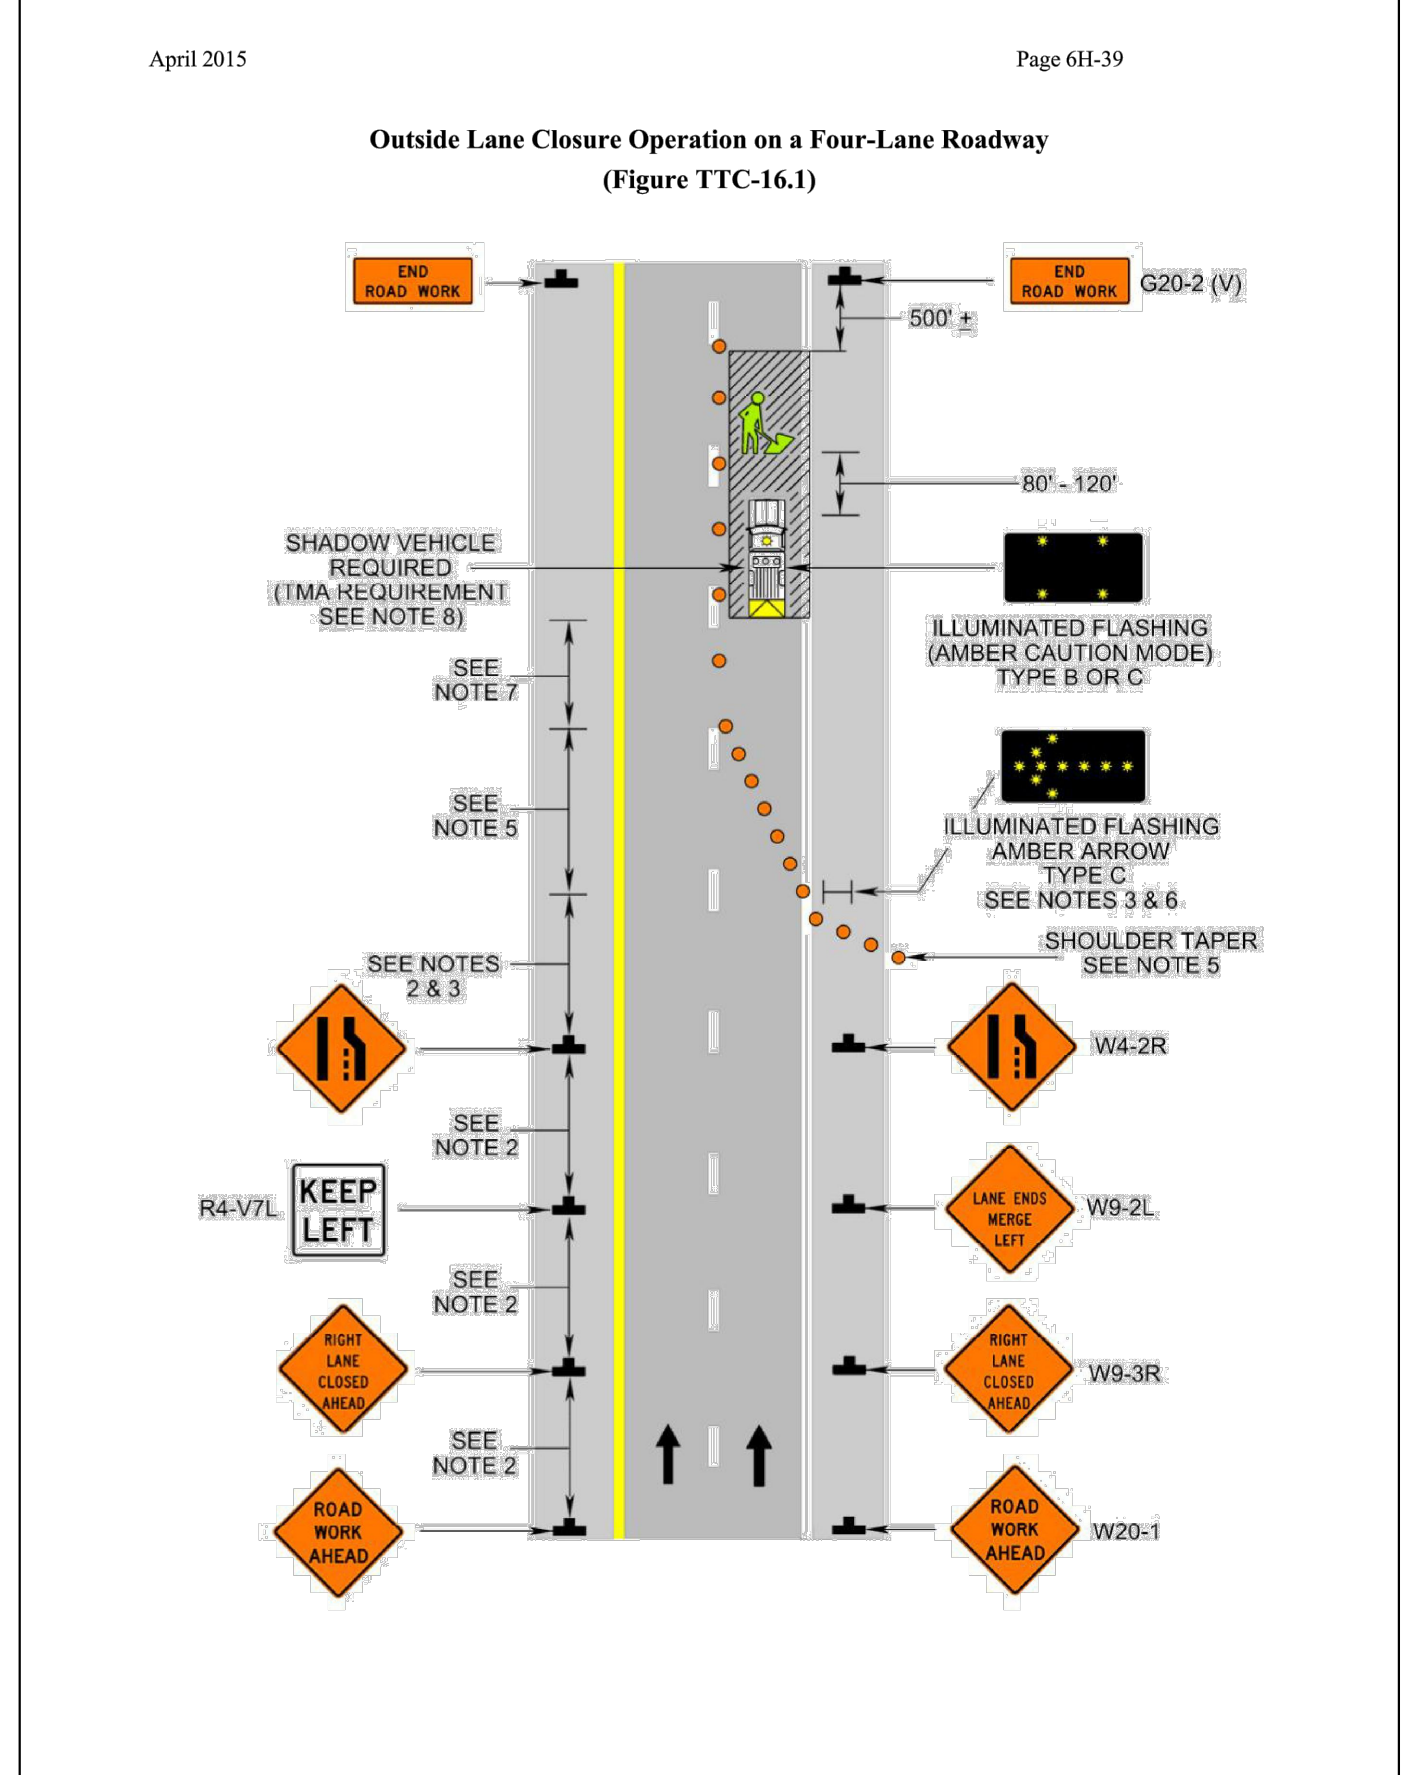 April 2015
Page 6H-39
Outside Lane Closure Operation on a Four-Lane Roadway
(Figure TTC-16.1)
END
ROAD WORK
END
ROAD WORK
G20-2 (V)
500' ±
80' - 120'
SHADOW VEHICLE
REQUIRED
(TMA REQUIREMENT
SEE NOTE 8)
ILLUMINATED FLASHING
(AMBER CAUTION MODE)
TYPE B OR C
SEE
NOTE 7
SEE
NOTE 5
ILLUMINATED FLASHING
AMBER ARROW
TYPE C
SEE NOTES 3 & 6
SHOULDER TAPER
SEE NOTE 5
SEE NOTES
2 & 3
W4-2R
SEE
NOTE 2
R4-V7L
KEEP
LEFT
LANE ENDS
MERGE
LEFT
W9-2L
SEE
NOTE 2
RIGHT
LANE
CLOSED
AHEAD
RIGHT
LANE
CLOSED
AHEAD
W9-3R
SEE
NOTE 2
ROAD
WORK
AHEAD
ROAD
WORK
AHEAD
W20-1